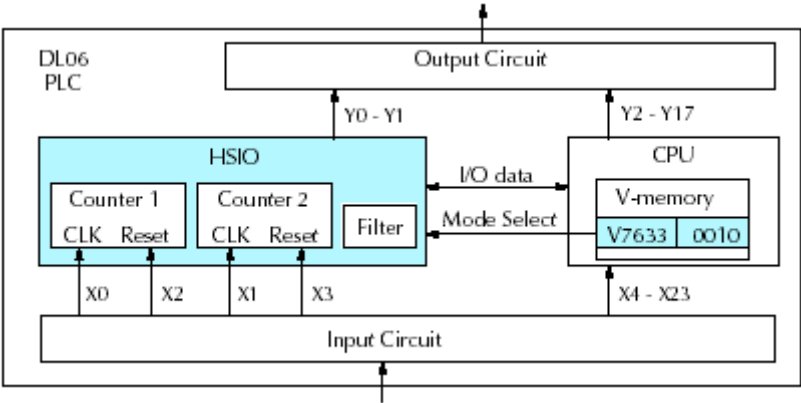 DL06
PLC
Output Circuit
Y0 - Y1
Y2 - Y17
HSIO
CPU
I/O data
Counter 1
CLK Reset
Counter 2
CLK Reset
Filter
Mode Select
V-memory
V7633 0010
X0
X2
X1
X3
X4 - X23
Input Circuit